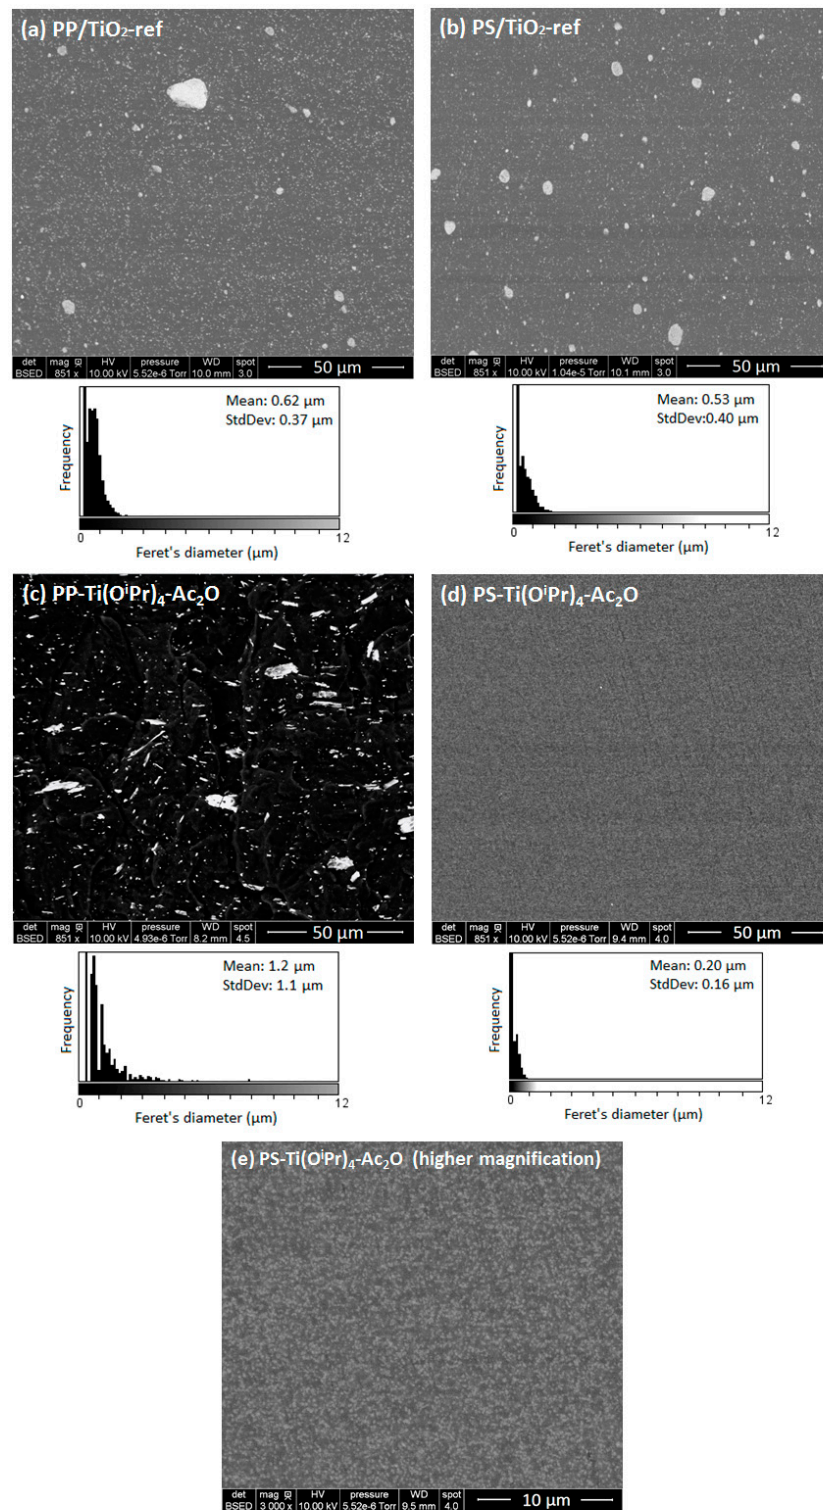 (a) PP/TiO₂-ref
det mag HV pressure WD spot
BSED 851 x 10.00 kV 5.52e-6 Torr 10.0 mm 3.0 50 µm
Frequency
Mean: 0.62 µm
StdDev: 0.37 µm
0 12
Feret's diameter (µm)
(b) PS/TiO₂-ref
det mag HV pressure WD spot
BSED 851 x 10.00 kV 1.04e-5 Torr 10.1 mm 3.0 50 µm
Frequency
Mean: 0.53 µm
StdDev:0.40 µm
0 12
Feret's diameter (µm)
(c) PP-Ti(OⁱPr)₄-Ac₂O
det mag HV pressure WD spot
BSED 851 x 10.00 kV 4.93e-6 Torr 8.2 mm 4.5 50 µm
Frequency
Mean: 1.2 µm
StdDev: 1.1 µm
0 12
Feret's diameter (µm)
(d) PS-Ti(OⁱPr)₄-Ac₂O
det mag HV pressure WD spot
BSED 851 x 10.00 kV 5.52e-6 Torr 9.4 mm 4.0 50 µm
Frequency
Mean: 0.20 µm
StdDev: 0.16 µm
0 12
Feret's diameter (µm)
(e) PS-Ti(OⁱPr)₄-Ac₂O (higher magnification)
det mag HV pressure WD spot
BSED 3 000 x 10.00 kV 5.52e-6 Torr 9.5 mm 4.0 10 µm